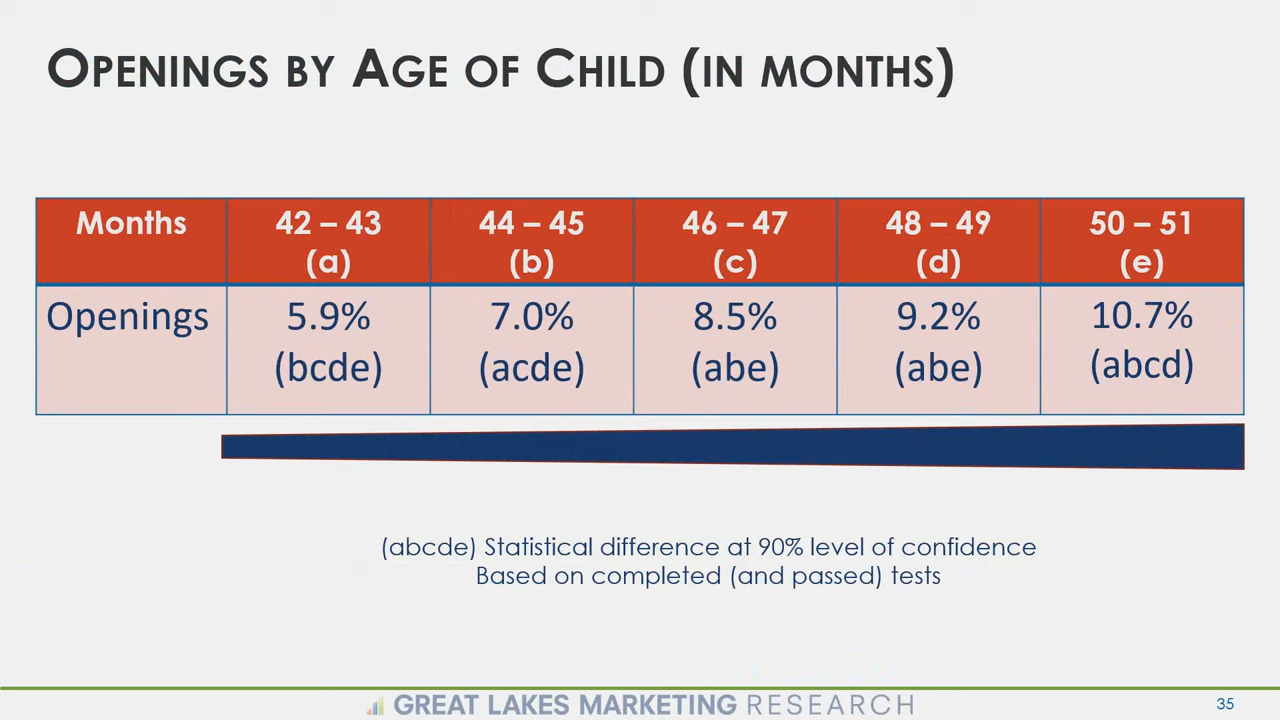 OPENINGS BY AGE OF CHILD (IN MONTHS)
Months 42 – 43 44 – 45 46 – 47 48 – 49 50 – 51
(a) (b) (c) (d) (e)
Openings 5.9% 7.0% 8.5% 9.2% 10.7%
(bcde) (acde) (abe) (abe) (abcd)
(abcde) Statistical difference at 90% level of confidence
Based on completed (and passed) tests
GREAT LAKES MARKETING RESEARCH
35